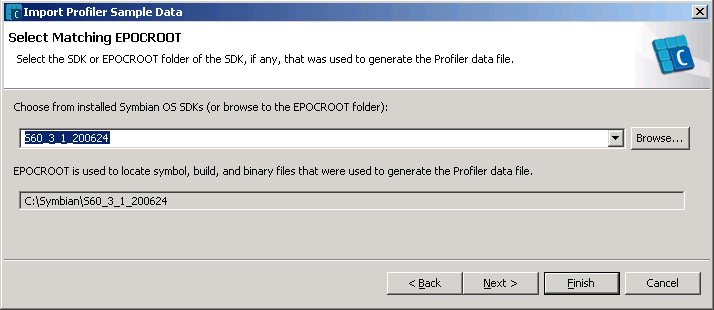 Import Profiler Sample Data
Select Matching EPOCROOT
Select the SDK or EPOCROOT folder of the SDK, if any, that was used to generate the Profiler data file.
C
Choose from installed Symbian OS SDKs (or browse to the EPOCROOT folder):
S60_3_1_200624
Browse...
EPOCROOT is used to locate symbol, build, and binary files that were used to generate the Profiler data file.
C:\Symbian\S60_3_1_200624
< Back
Next >
Finish
Cancel